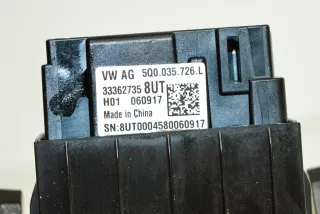 VW AG 5Q0.035.726.L
33362735 8UT
H01 060917
Made in China
SN:8UT0004580060917